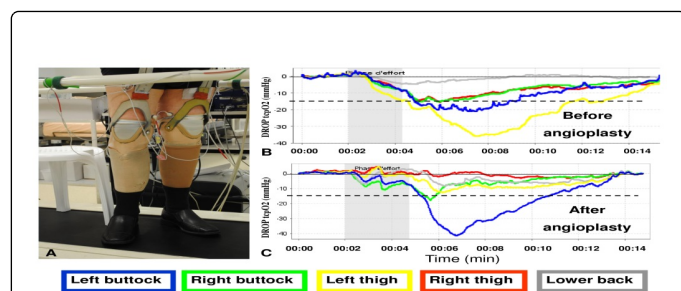 Phase d'effort
0
-10
-20
-30
-40
DROP tcpO2 (mmHg)
Before
angioplasty
B
00:00 00:02 00:04 00:06 00:08 00:10 00:12 00:14
Phase d'effort
0
-10
-20
-30
-40
DROP tcpO2 (mmHg)
After
angioplasty
A
C
00:00 00:02 00:04 00:06 00:08 00:10 00:12 00:14
Time (min)
Left buttock Right buttock Left thigh Right thigh Lower back